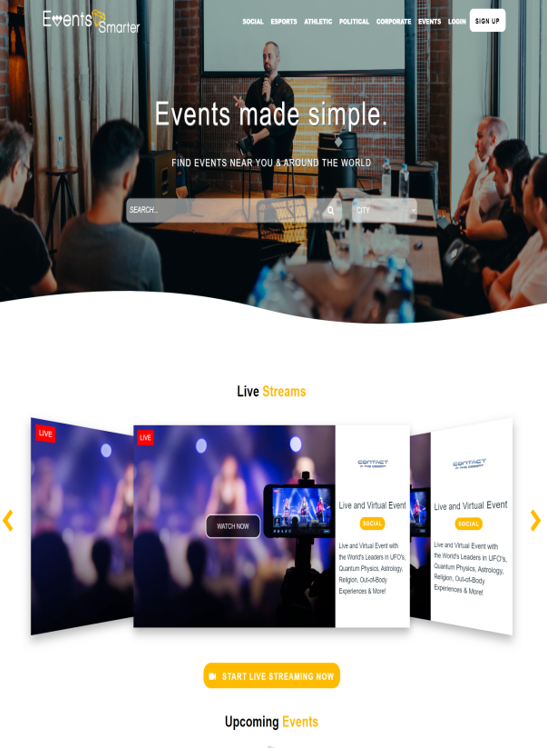 Events
Smarter
SOCIAL ESPORTS ATHLETIC POLITICAL CORPORATE EVENTS LOGIN SIGN UP
Events made simple.
FIND EVENTS NEAR YOU & AROUND THE WORLD
SEARCH...
CITY
Live Streams
LIVE
LIVE
WATCH NOW
CONTACT
IN THE DESERT
Live and Virtual Event
SOCIAL
Live and Virtual Event with
the World's Leaders in UFO's,
Quantum Physics, Astrology,
Religion, Out-of-Body
Experiences & More!
CONTACT
IN THE DESERT
Live and Virtual Event
SOCIAL
Live and Virtual Event with
the World's Leaders in UFO's,
Quantum Physics, Astrology,
Religion, Out-of-Body
Experiences & More!
START LIVE STREAMING NOW
Upcoming Events